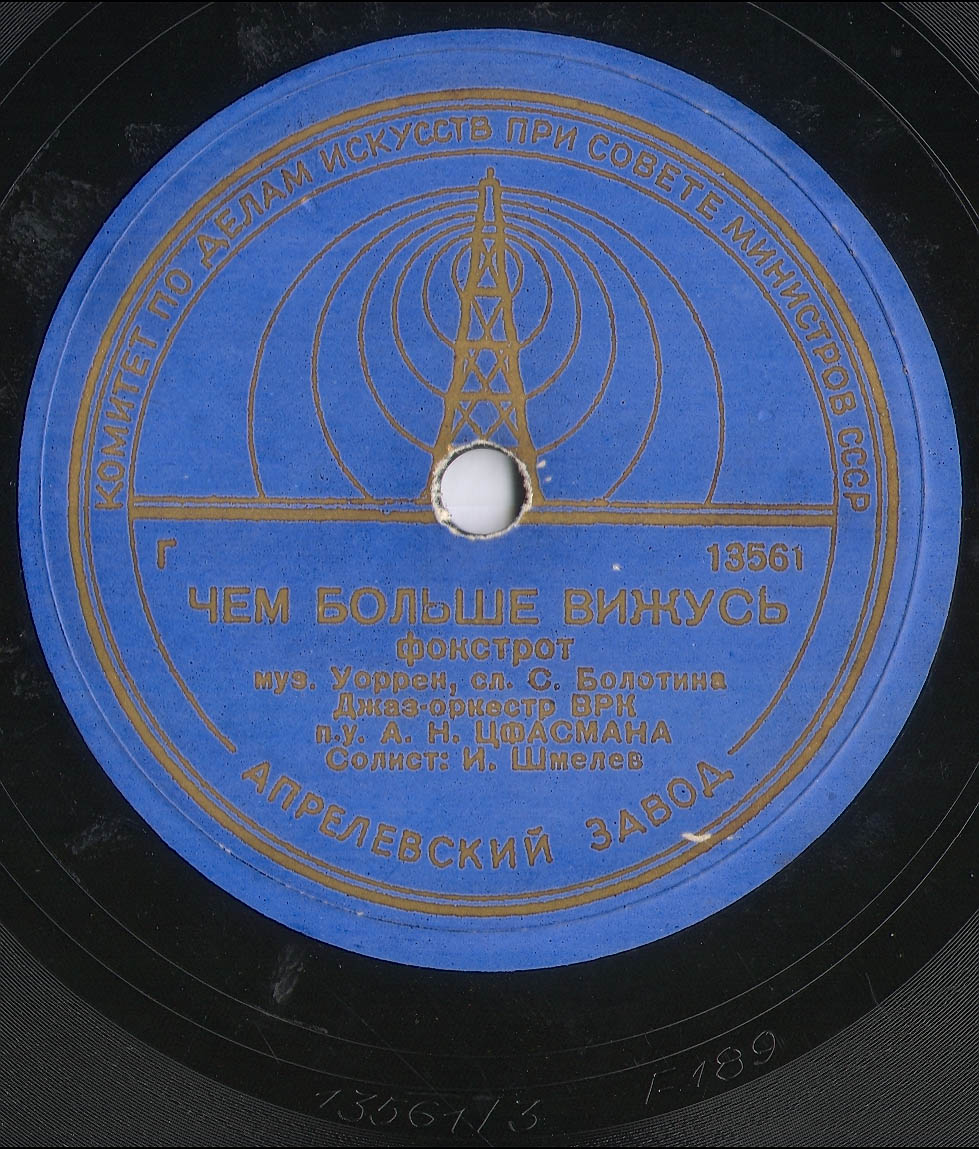 КОМИТЕТ ПО ДЕЛАМ ИСКУССТВ ПРИ СОВЕТЕ МИНИСТРОВ СССР
Г 13561
ЧЕМ БОЛЬШЕ ВИЖУСЬ
фокстрот
муз. Уоррен, сл. С. Болотина
Джаз-оркестр ВРК
п.у. А. Н. ЦФАСМАНА
Солист: И. Шмелев
АПРЕЛЕВСКИЙ ЗАВОД
13561/3 F189